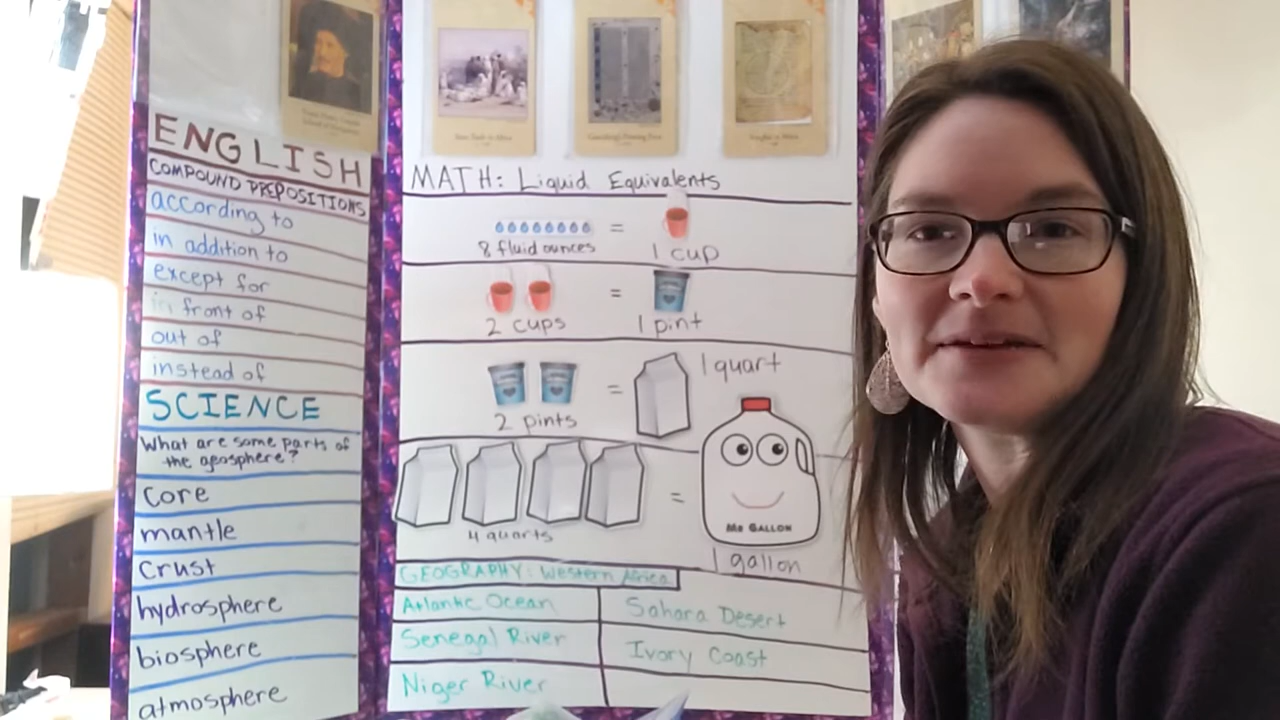 ENGLISH
COMPOUND PREPOSITIONS
according to
in addition to
except for
in front of
out of
instead of
SCIENCE
What are some parts of
the geosphere?
core
mantle
crust
hydrosphere
biosphere
atmosphere
MATH: Liquid Equivalents
=
8 fluid ounces
1 cup
=
2 cups
1 pint
=
1 quart
2 pints
=
MR GALLON
4 quarts
1 gallon
GEOGRAPHY: Western Africa
Atlantic Ocean
Sahara Desert
Senegal River
Ivory Coast
Niger River